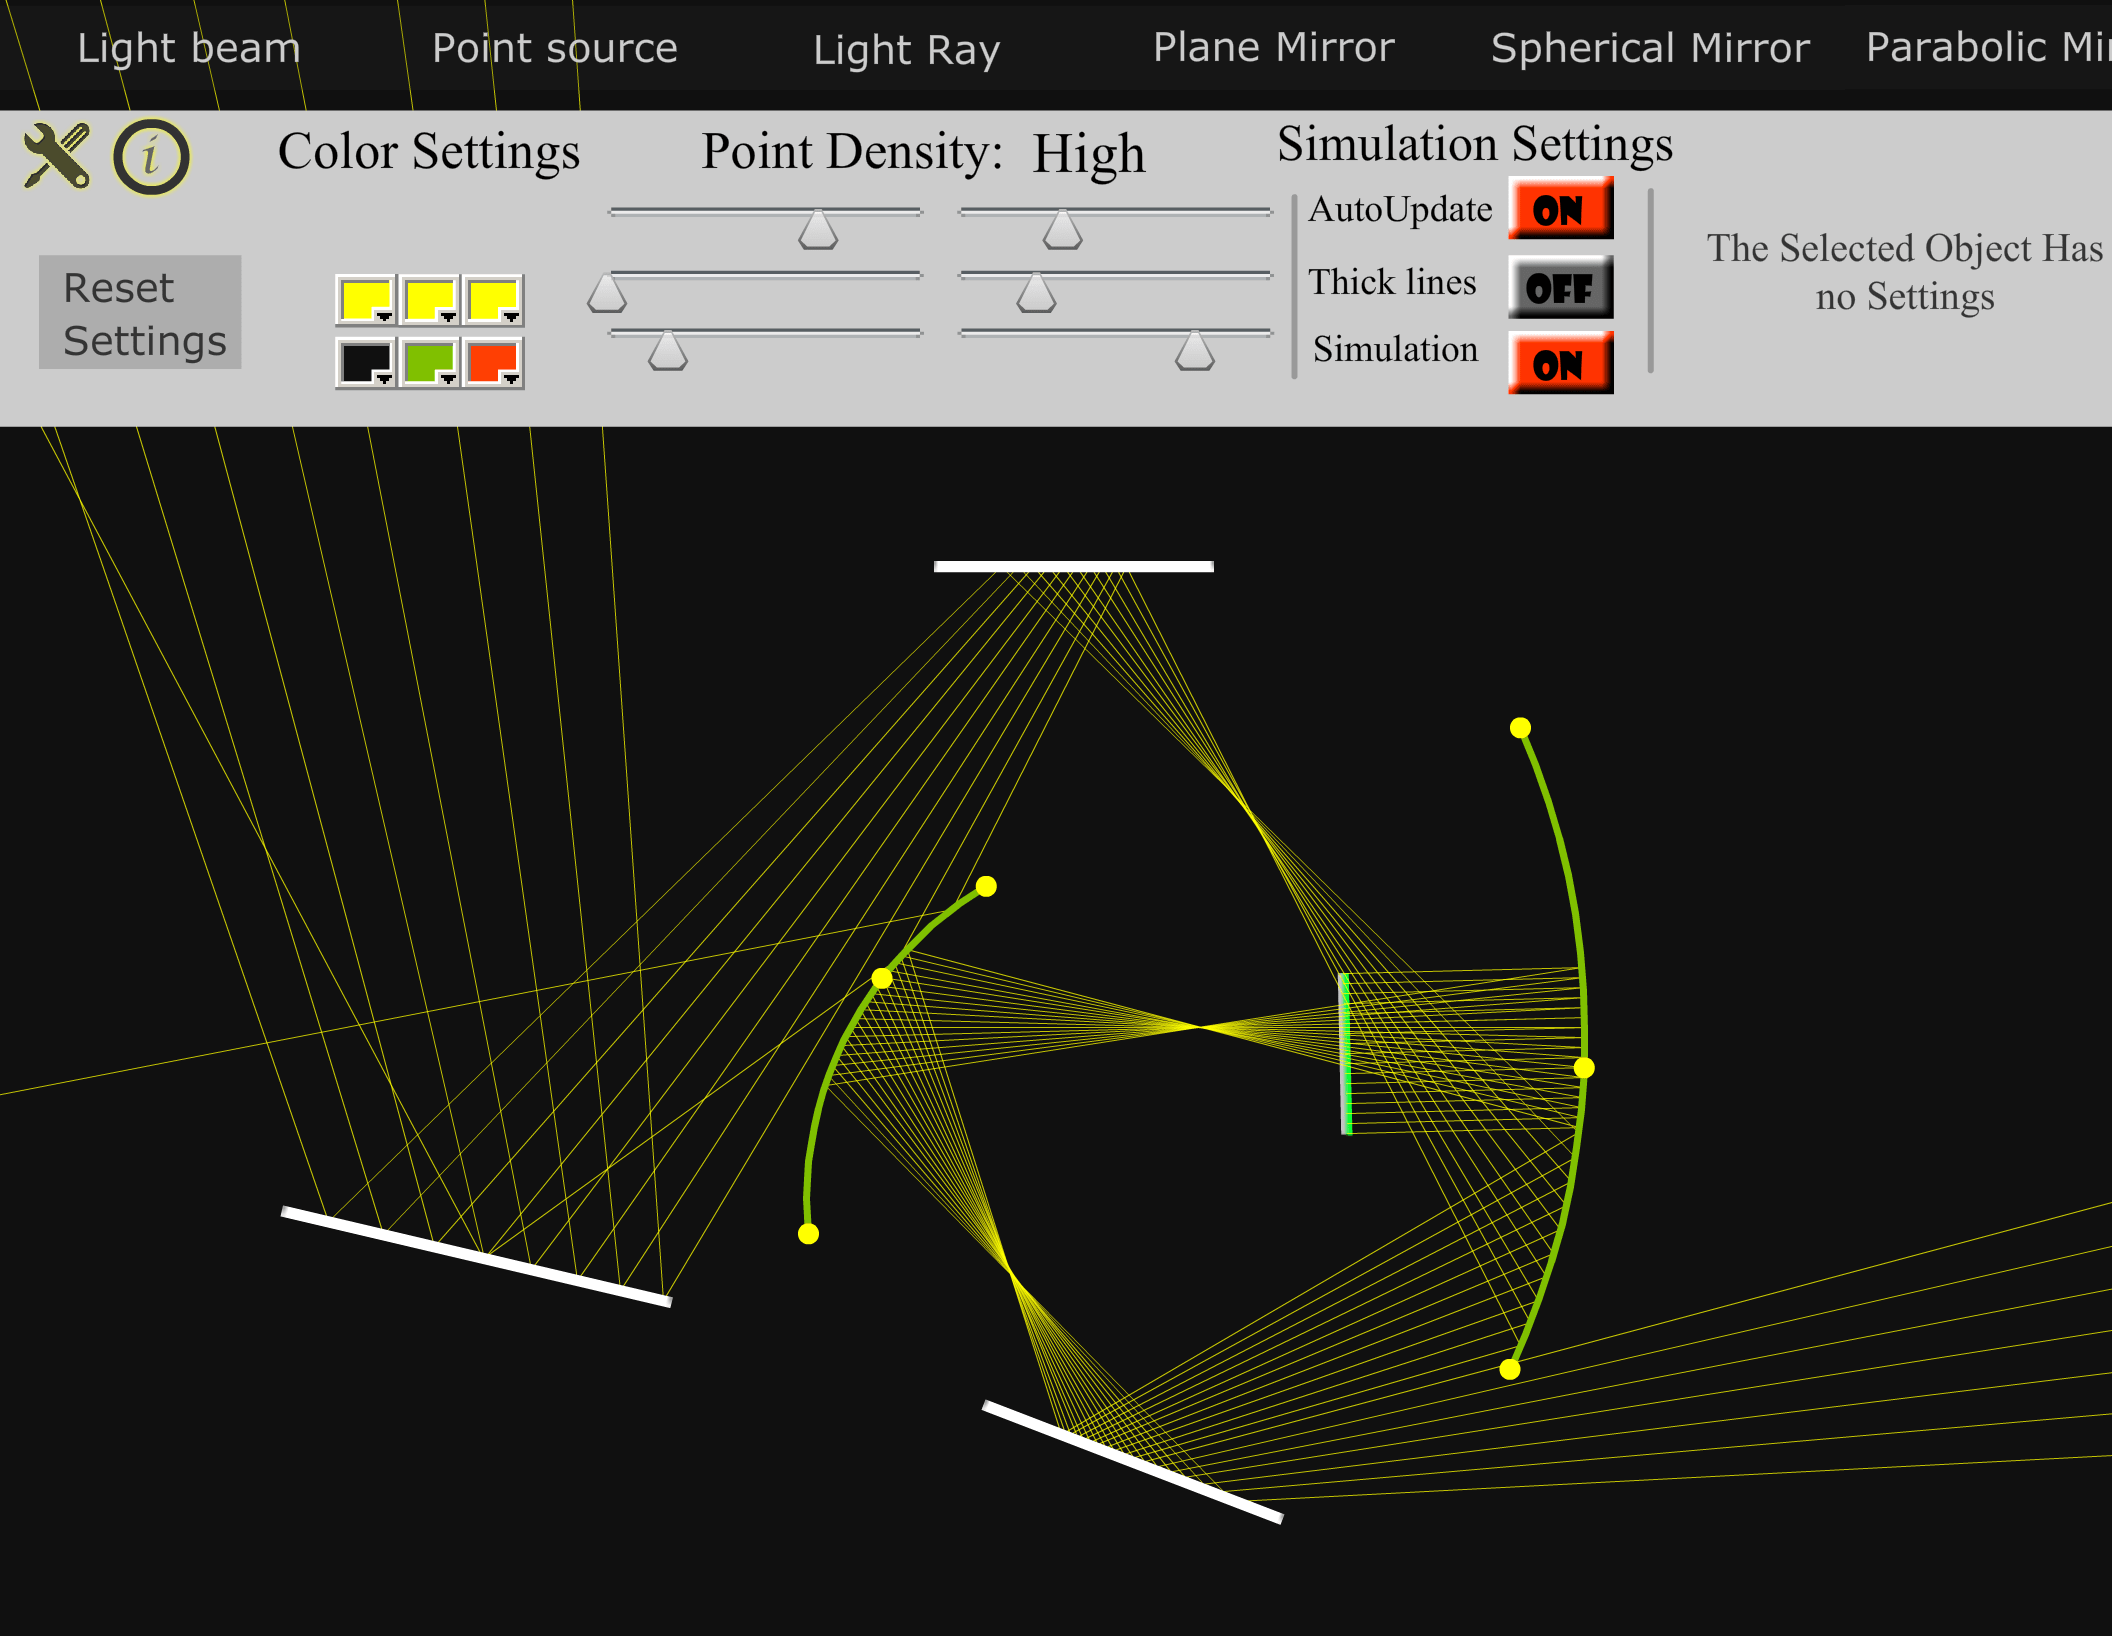 Light beam
Point source
Light Ray
Plane Mirror
Spherical Mirror
Parabolic Mir
i
Color Settings
Point Density: High
Simulation Settings
AutoUpdate ON
Thick lines OFF
Simulation ON
Reset
Settings
The Selected Object Has
no Settings